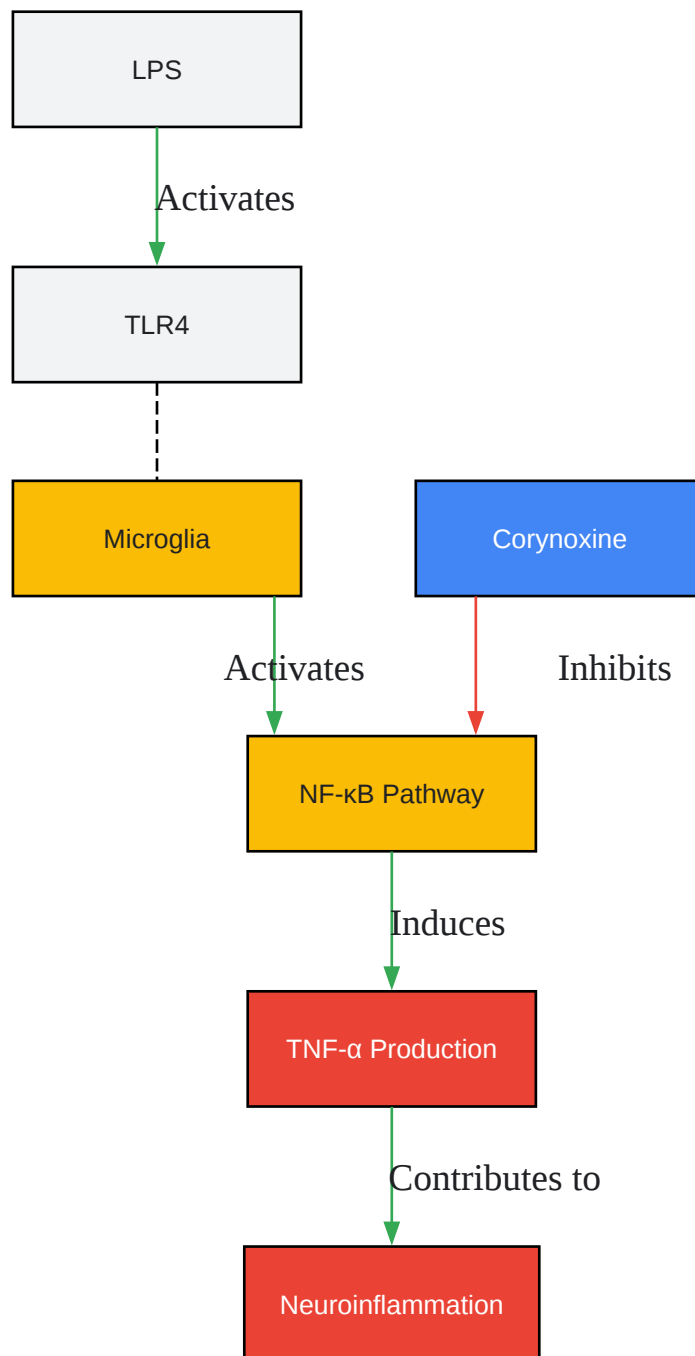 LPS
Activates
TLR4
Microglia
Corynoxine
Activates
Inhibits
NF-κB Pathway
Induces
TNF-α Production
Contributes to
Neuroinflammation